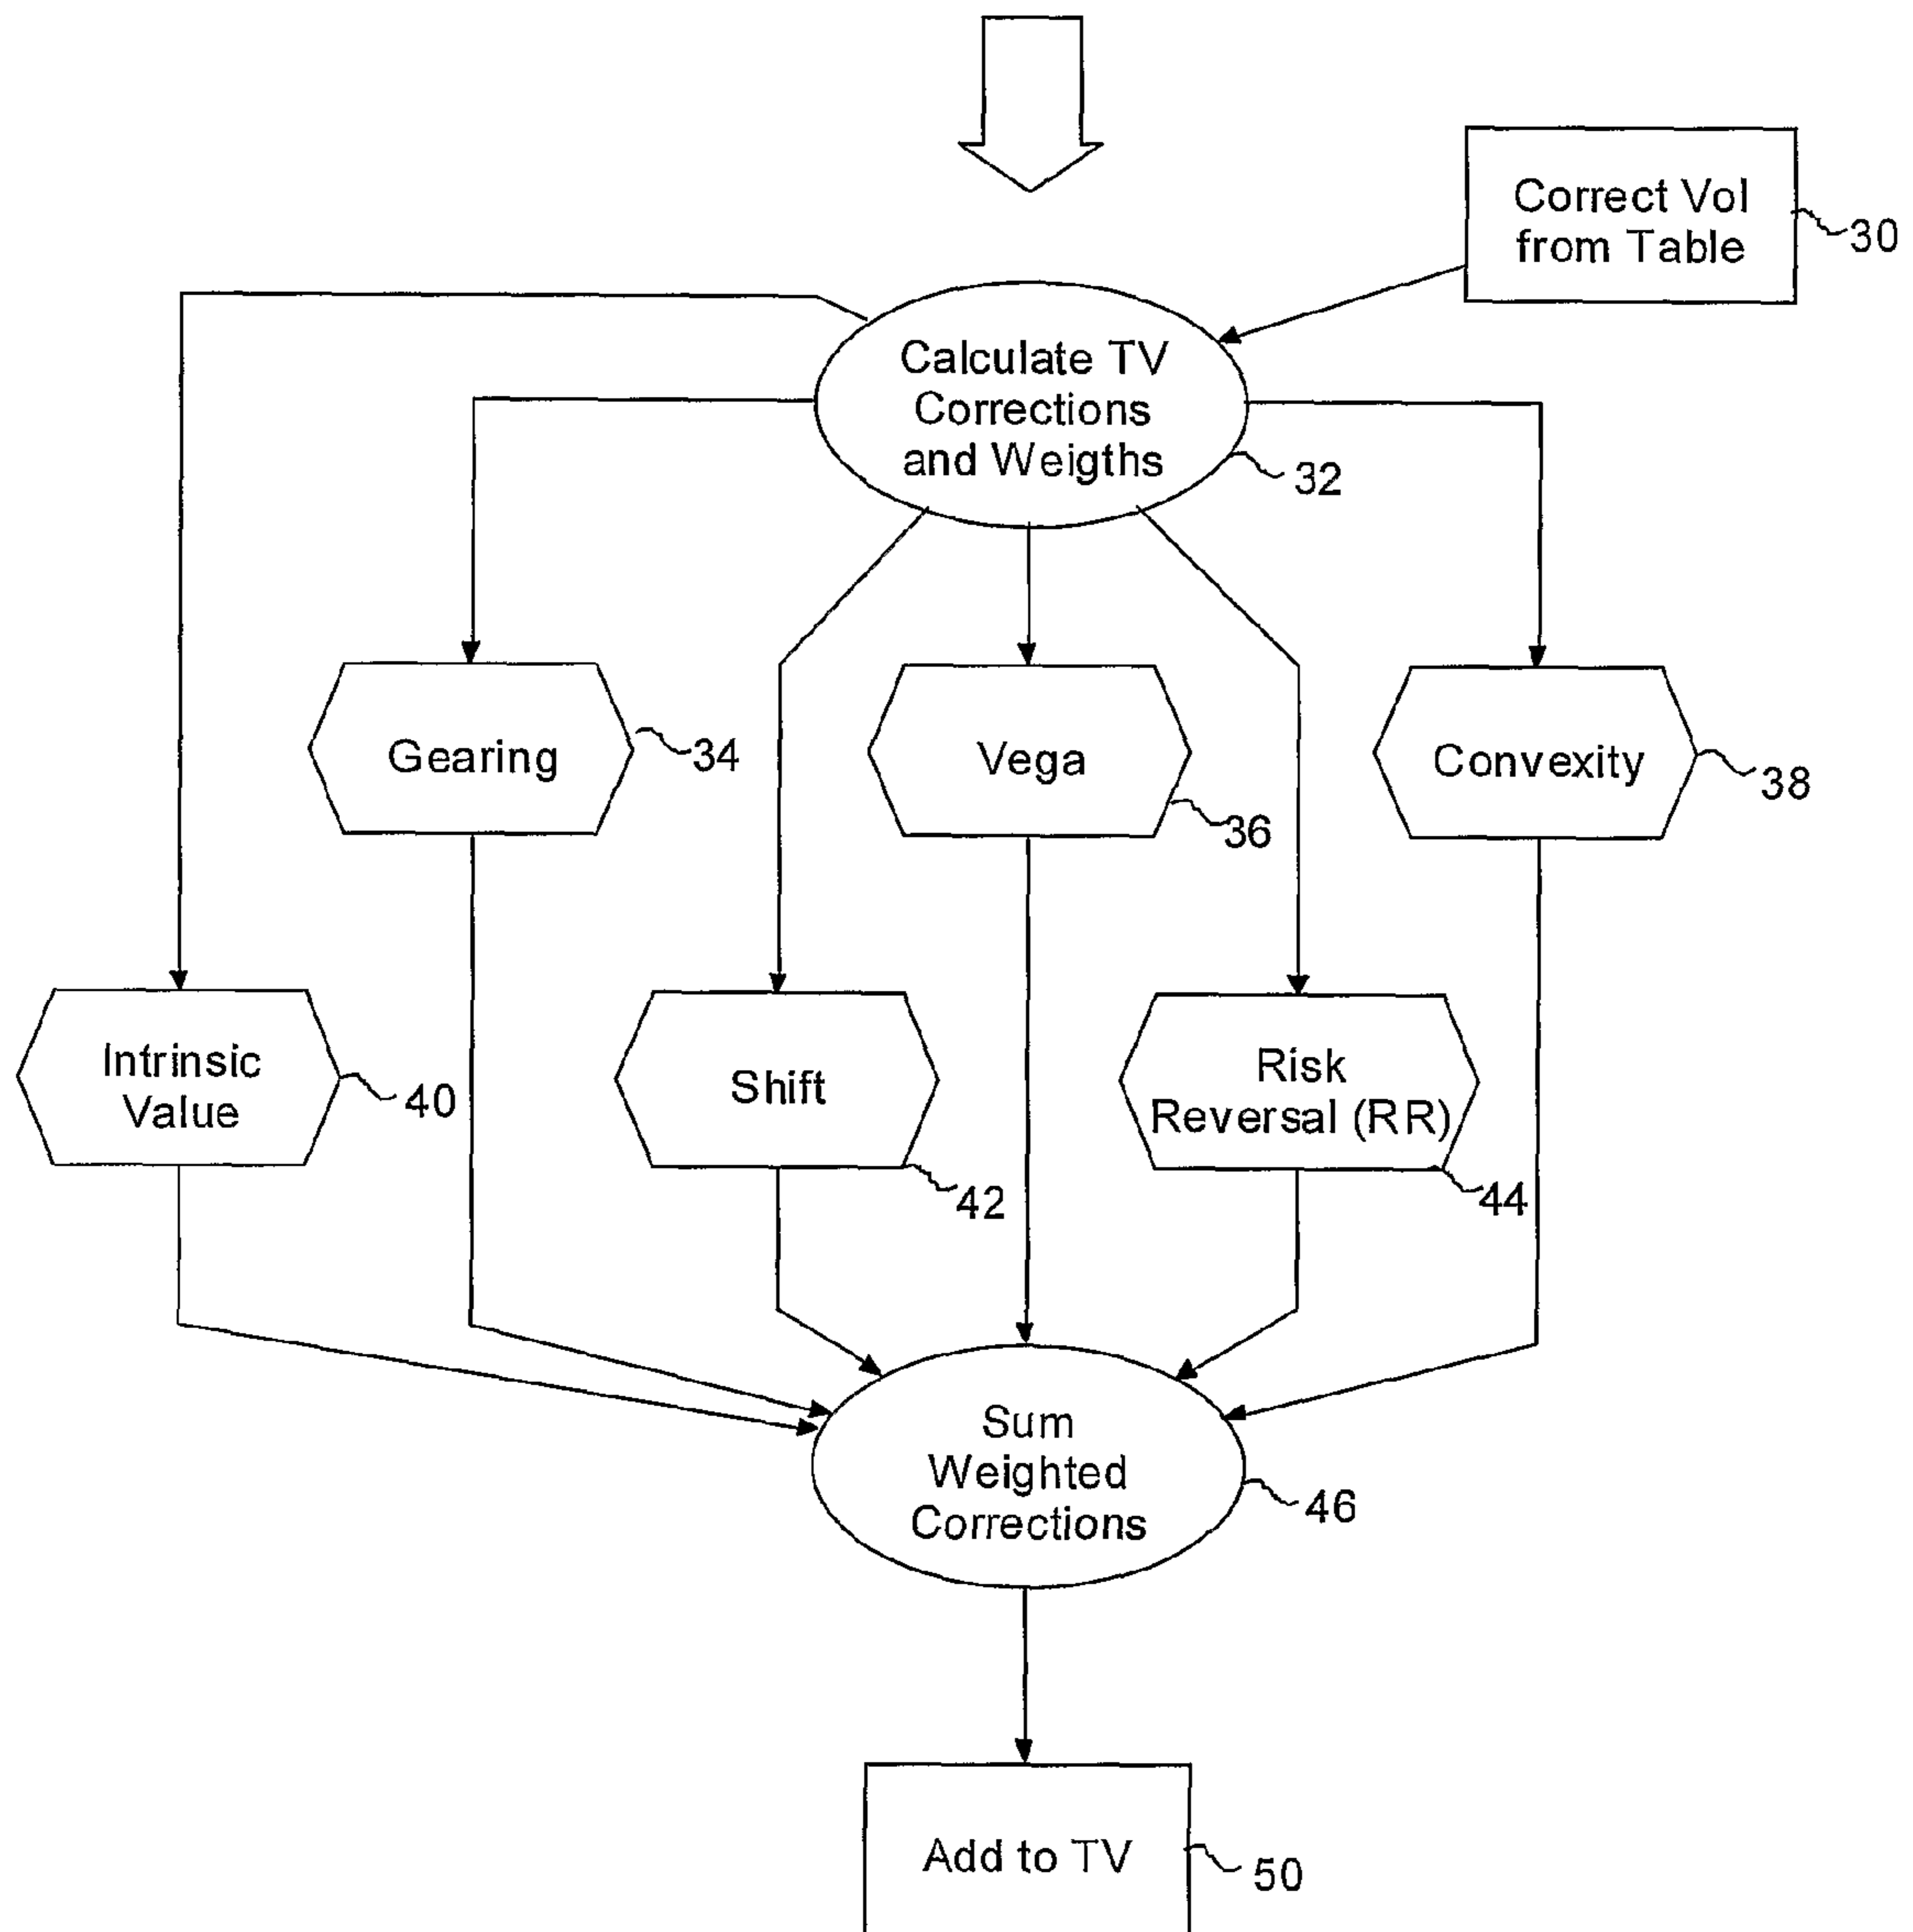 Correct Vol
from Table
30
Calculate TV
Corrections
and Weigths
32
Gearing
34
Vega
36
Convexity
38
Intrinsic
Value
40
Shift
42
Risk
Reversal (RR)
44
Sum
Weighted
Corrections
46
Add to TV
50